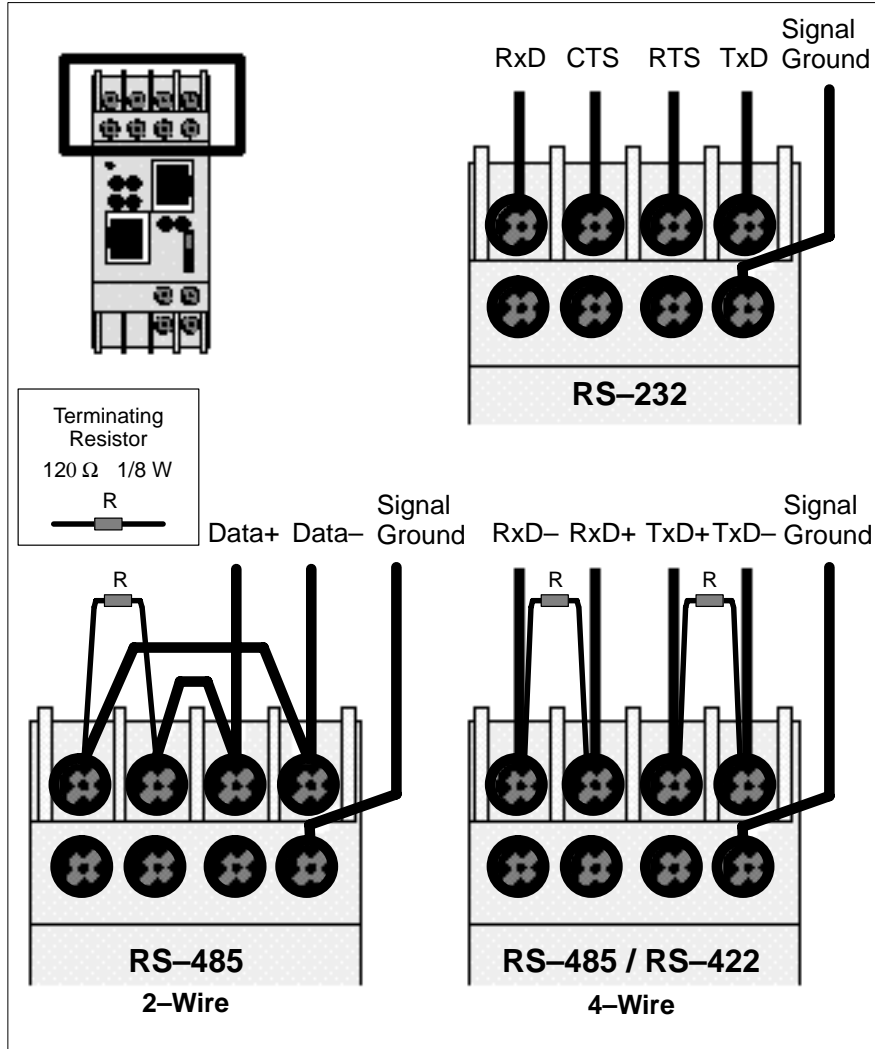 RxD CTS RTS TxD Signal Ground
RS–232
Terminating
Resistor
120 Ω 1/8 W
R
Data+ Data– Signal Ground
R
RS–485
2–Wire
RxD– RxD+ TxD+ TxD– Signal Ground
R R
RS–485 / RS–422
4–Wire